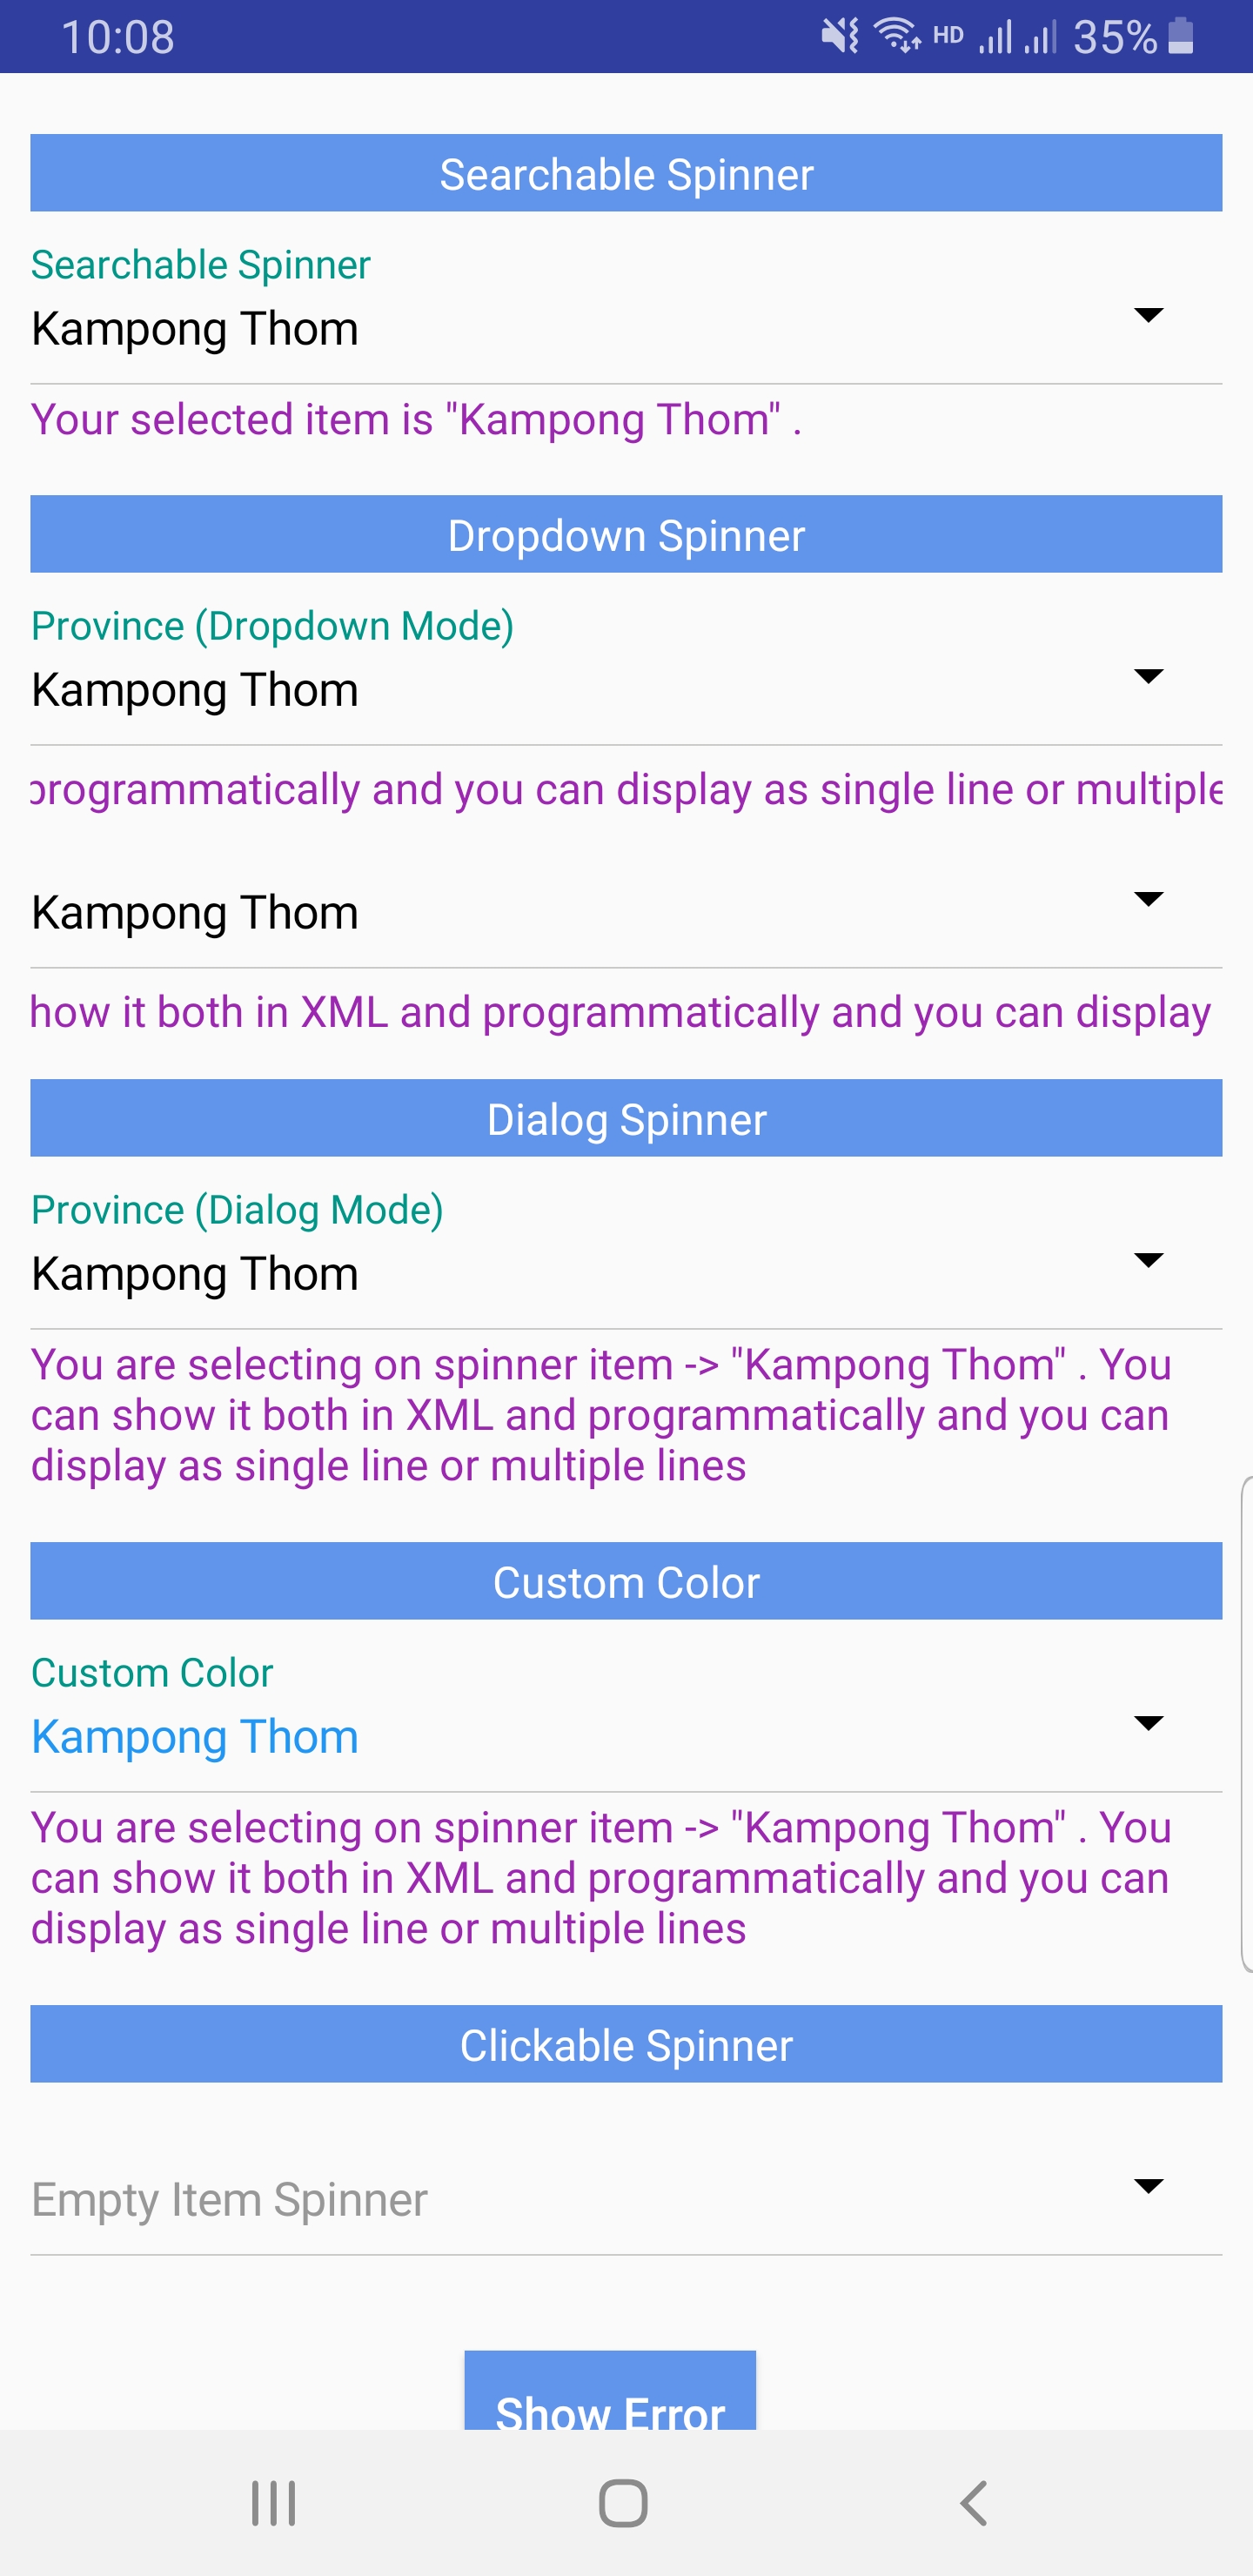 10:08
HD 35%
Searchable Spinner
Searchable Spinner
Kampong Thom
Your selected item is "Kampong Thom" .
Dropdown Spinner
Province (Dropdown Mode)
Kampong Thom
programmatically and you can display as single line or multiple
Kampong Thom
how it both in XML and programmatically and you can display
Dialog Spinner
Province (Dialog Mode)
Kampong Thom
You are selecting on spinner item -> "Kampong Thom" . You
can show it both in XML and programmatically and you can
display as single line or multiple lines
Custom Color
Custom Color
Kampong Thom
You are selecting on spinner item -> "Kampong Thom" . You
can show it both in XML and programmatically and you can
display as single line or multiple lines
Clickable Spinner
Empty Item Spinner
Show Error